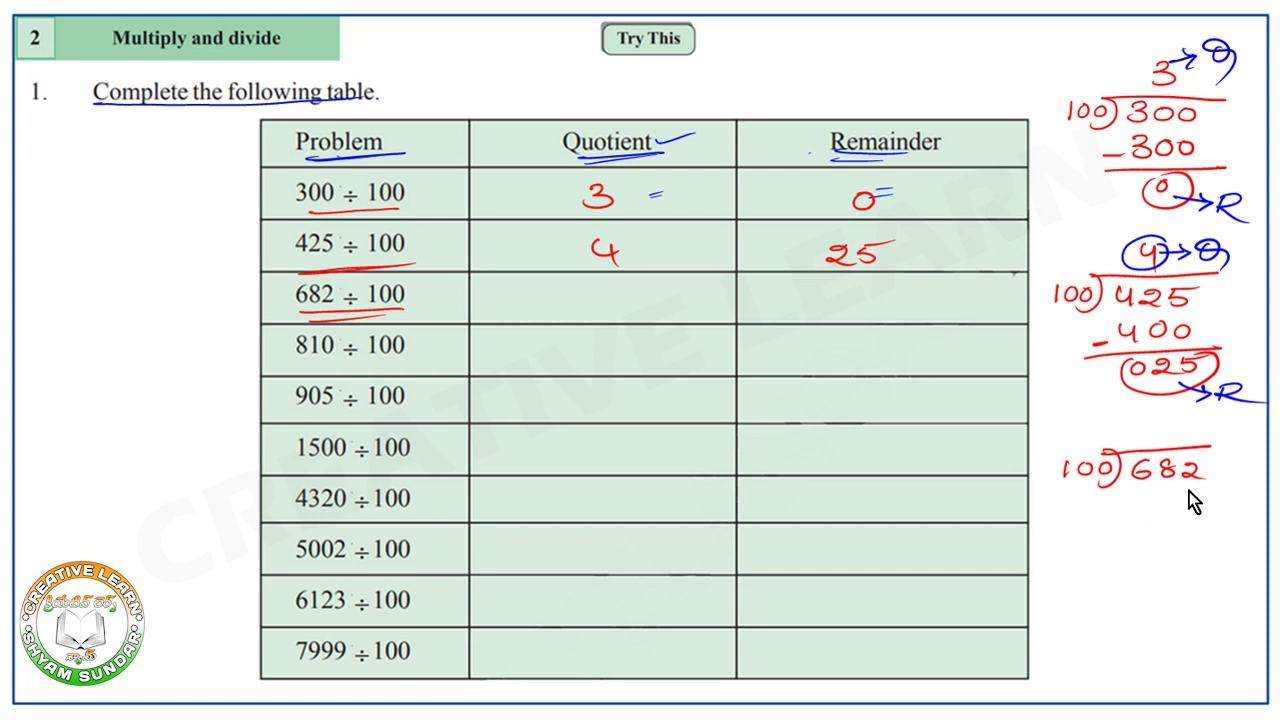 2 Multiply and divide
Try This
1. Complete the following table.
Problem Quotient Remainder
300 ÷ 100 3 0
425 ÷ 100 4 25
682 ÷ 100
810 ÷ 100
905 ÷ 100
1500 ÷ 100
4320 ÷ 100
5002 ÷ 100
6123 ÷ 100
7999 ÷ 100
3 → Q
100) 300
- 300
0 → R
4 → Q
100) 425
- 400
025 → R
100) 682
CREATIVE LEARN
CREATIVE LEARN
SHYAM SUNDAR